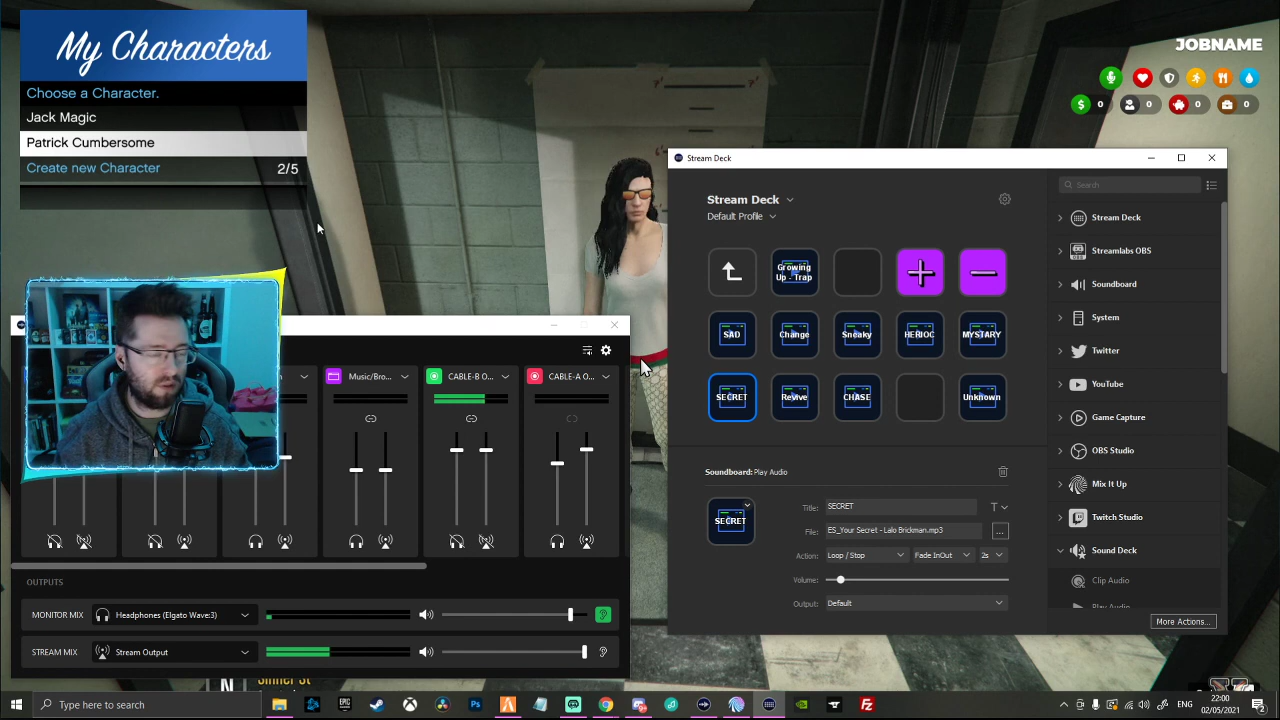 My Characters
Choose a Character.
Jack Magic
Patrick Cumbersome
Create new Character 2/5
JOBNAME
0 0 0 0
Stream Deck
Stream Deck
Default Profile
Growing Up - Trap
SAD Change Sneaky HERIOC MYSTARY
SECRET Revive CHASE Unknown
Soundboard: Play Audio
SECRET
Title: SECRET
T
File: ES_Your Secret - Lalo Brickman.mp3
...
Action: Loop / Stop Fade InOut 2s
Volume:
Output: Default
Search
Stream Deck
Streamlabs OBS
Soundboard
System
Twitter
YouTube
Game Capture
OBS Studio
Mix It Up
Twitch Studio
Sound Deck
Clip Audio
Play Audio
More Actions...
Music/Bro... CABLE-B O... CABLE-A O...
OUTPUTS
MONITOR MIX Headphones (Elgato Wave:3)
STREAM MIX Stream Output
N
Type here to search
ENG
22:00
02/05/2021